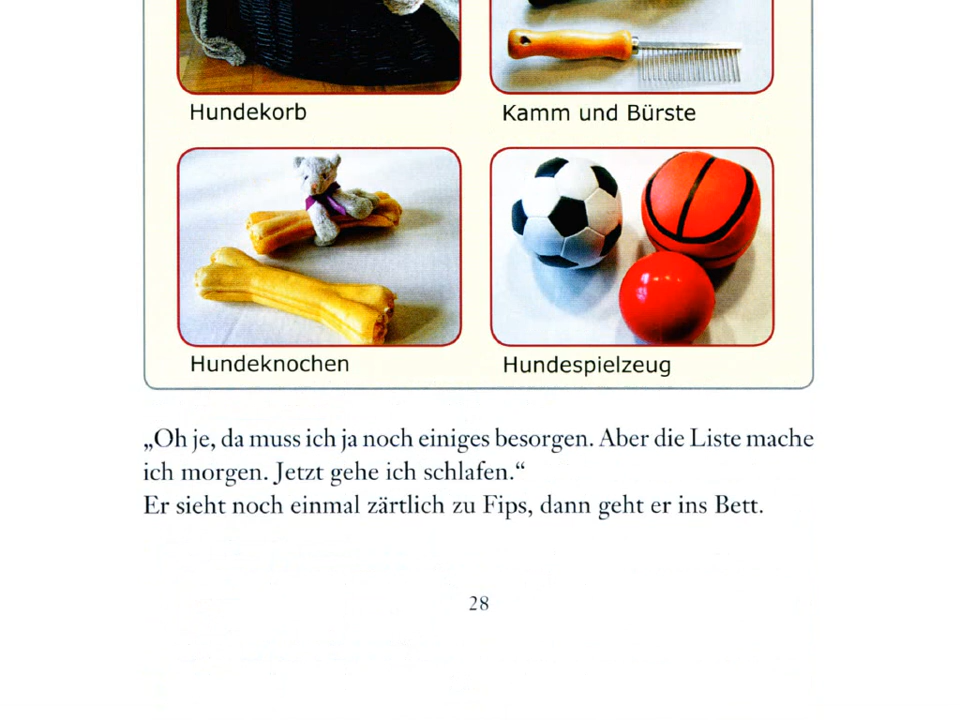 Hundekorb
Kamm und Bürste
Hundeknochen
Hundespielzeug
„Oh je, da muss ich ja noch einiges besorgen. Aber die Liste mache
ich morgen. Jetzt gehe ich schlafen.“
Er sieht noch einmal zärtlich zu Fips, dann geht er ins Bett.
28